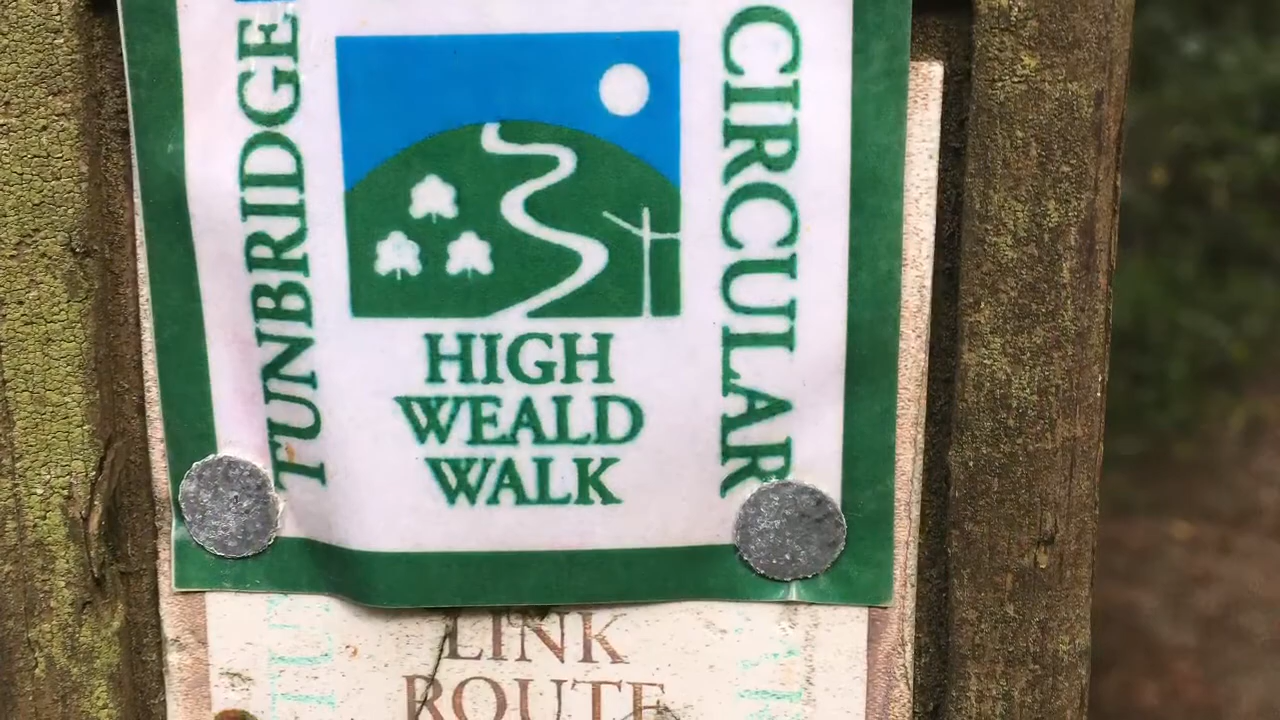 TUNBRIDGE
CIRCULAR
HIGH
WEALD
WALK
LINK
ROUTE